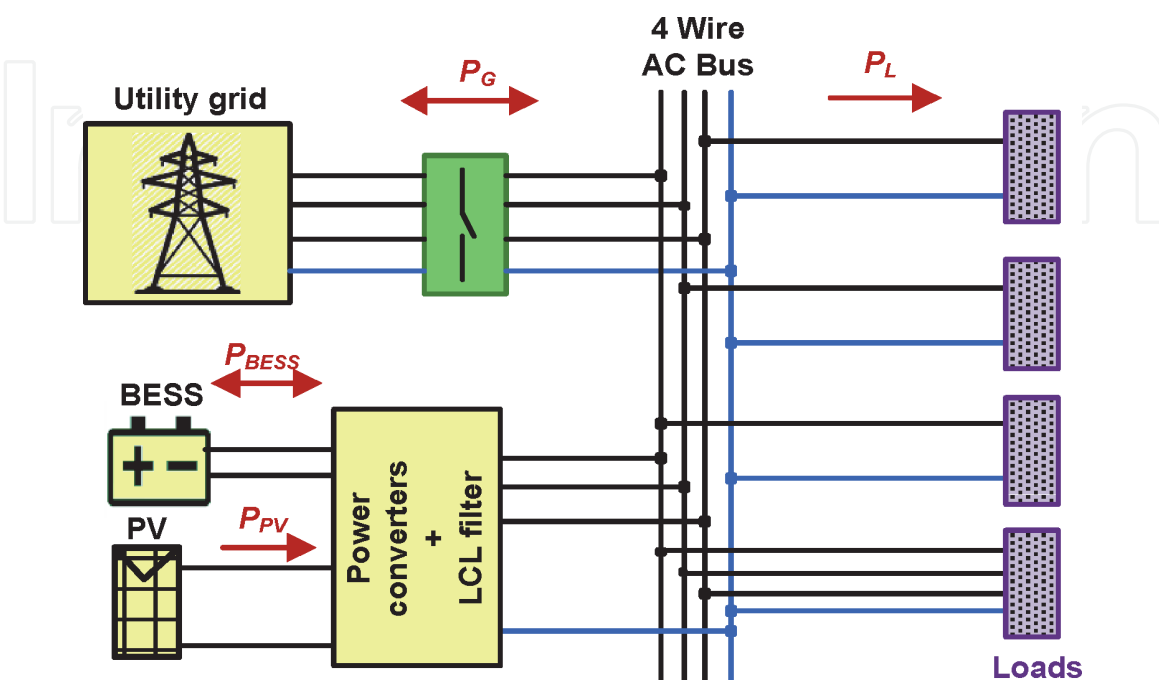 4 Wire
AC Bus
P_G
P_L
Utility grid
P_BESS
BESS
+ −
P_PV
PV
Power
converters
+
LCL filter
Loads